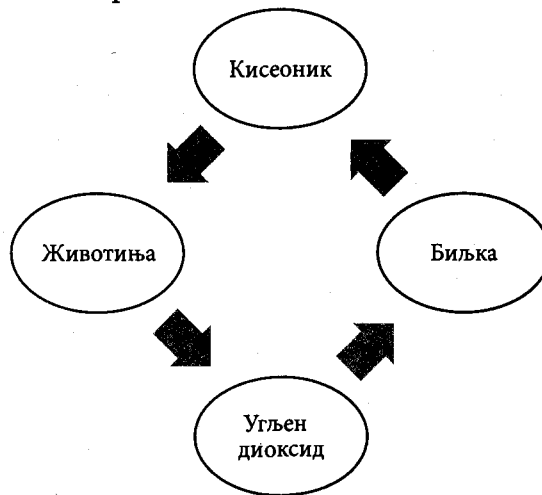 Кисеоник
Животиња
Биљка
Угљен
диоксид